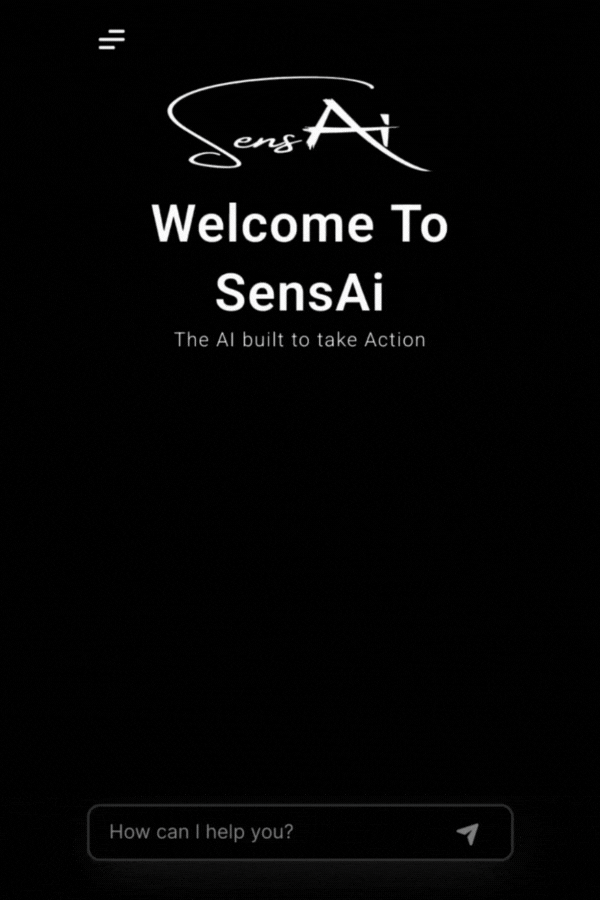 SensAi
Welcome To
SensAi
The AI built to take Action
How can I help you?